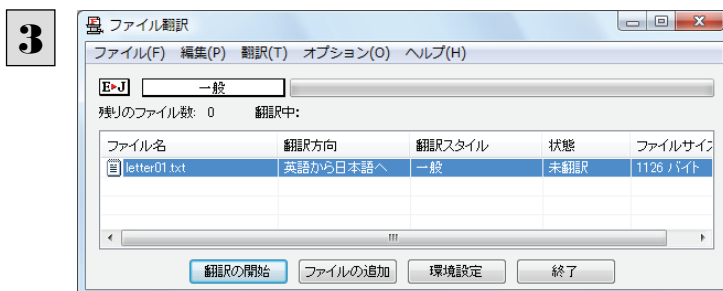 3
ファイル翻訳
ファイル(F) 編集(P) 翻訳(T) オプション(O) ヘルプ(H)
E▶J 一般
残りのファイル数: 0 翻訳中:
ファイル名 翻訳方向 翻訳スタイル 状態 ファイルサイズ
letter01.txt 英語から日本語へ 一般 未翻訳 1126 バイト
翻訳の開始 ファイルの追加 環境設定 終了